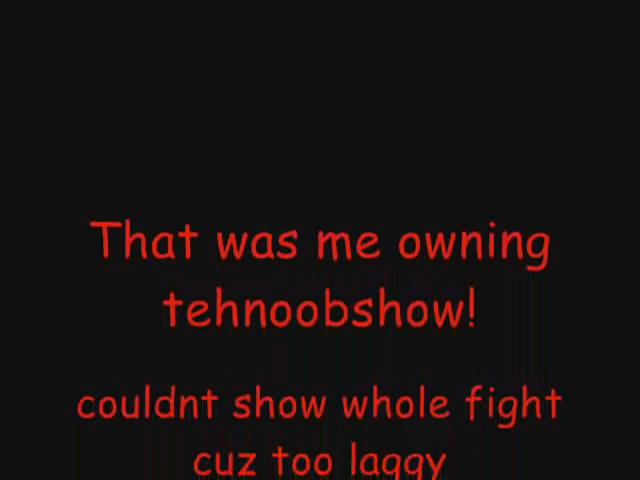 That was me owning
tehnoobshow!
couldnt show whole fight
cuz too laggy